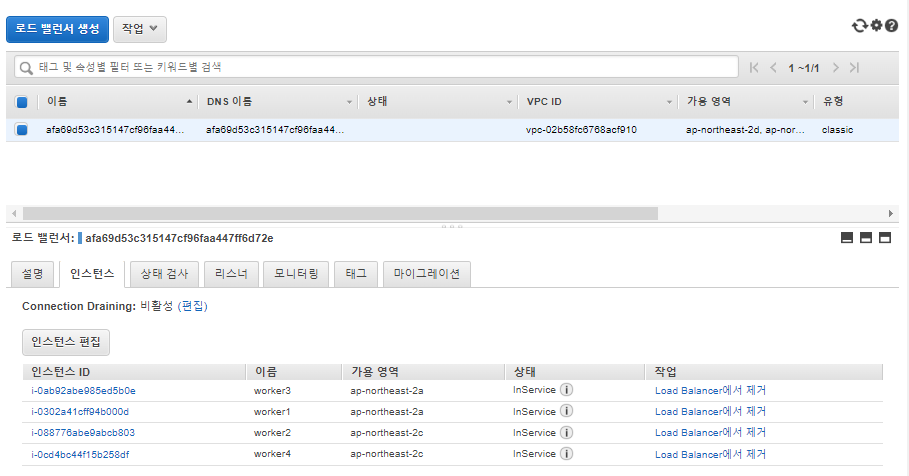 로드 밸런서 생성 작업
태그 및 속성별 필터 또는 키워드별 검색 1 ~1/1
이름 DNS 이름 상태 VPC ID 가용 영역 유형
afa69d53c315147cf96faa44... afa69d53c315147cf96faa44... vpc-02b58fc6768acf910 ap-northeast-2d, ap-nor... classic
로드 밸런서: afa69d53c315147cf96faa447ff6d72e
설명 인스턴스 상태 검사 리스너 모니터링 태그 마이그레이션
Connection Draining: 비활성 (편집)
인스턴스 편집
인스턴스 ID 이름 가용 영역 상태 작업
i-0ab92abe985ed5b0e worker3 ap-northeast-2a InService Load Balancer에서 제거
i-0302a41cff94b000d worker1 ap-northeast-2a InService Load Balancer에서 제거
i-088776abe9abcb803 worker2 ap-northeast-2c InService Load Balancer에서 제거
i-0cd4bc44f15b258df worker4 ap-northeast-2c InService Load Balancer에서 제거